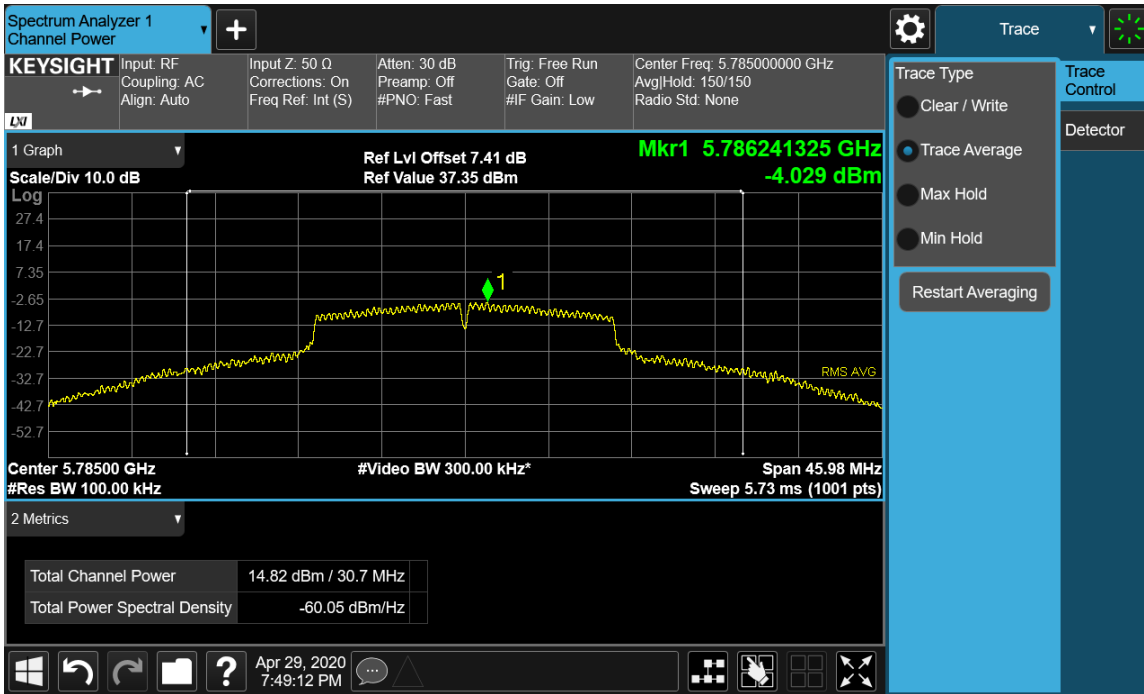 Spectrum Analyzer 1
Channel Power
+
Trace
KEYSIGHT
LXI
Input: RF
Coupling: AC
Align: Auto
Input Z: 50 Ω
Corrections: On
Freq Ref: Int (S)
Atten: 30 dB
Preamp: Off
#PNO: Fast
Trig: Free Run
Gate: Off
#IF Gain: Low
Center Freq: 5.785000000 GHz
Avg|Hold: 150/150
Radio Std: None
Trace Type
Clear / Write
Trace Average
Max Hold
Min Hold
Restart Averaging
Trace
Control
Detector
1 Graph
Scale/Div 10.0 dB
Log
Ref Lvl Offset 7.41 dB
Ref Value 37.35 dBm
Mkr1 5.786241325 GHz
-4.029 dBm
27.4
17.4
7.35
-2.65
-12.7
-22.7
-32.7
-42.7
-52.7
1
RMS AVG
Center 5.78500 GHz
#Video BW 300.00 kHz*
Span 45.98 MHz
#Res BW 100.00 kHz
Sweep 5.73 ms (1001 pts)
2 Metrics
Total Channel Power 14.82 dBm / 30.7 MHz
Total Power Spectral Density -60.05 dBm/Hz
?
Apr 29, 2020
7:49:12 PM